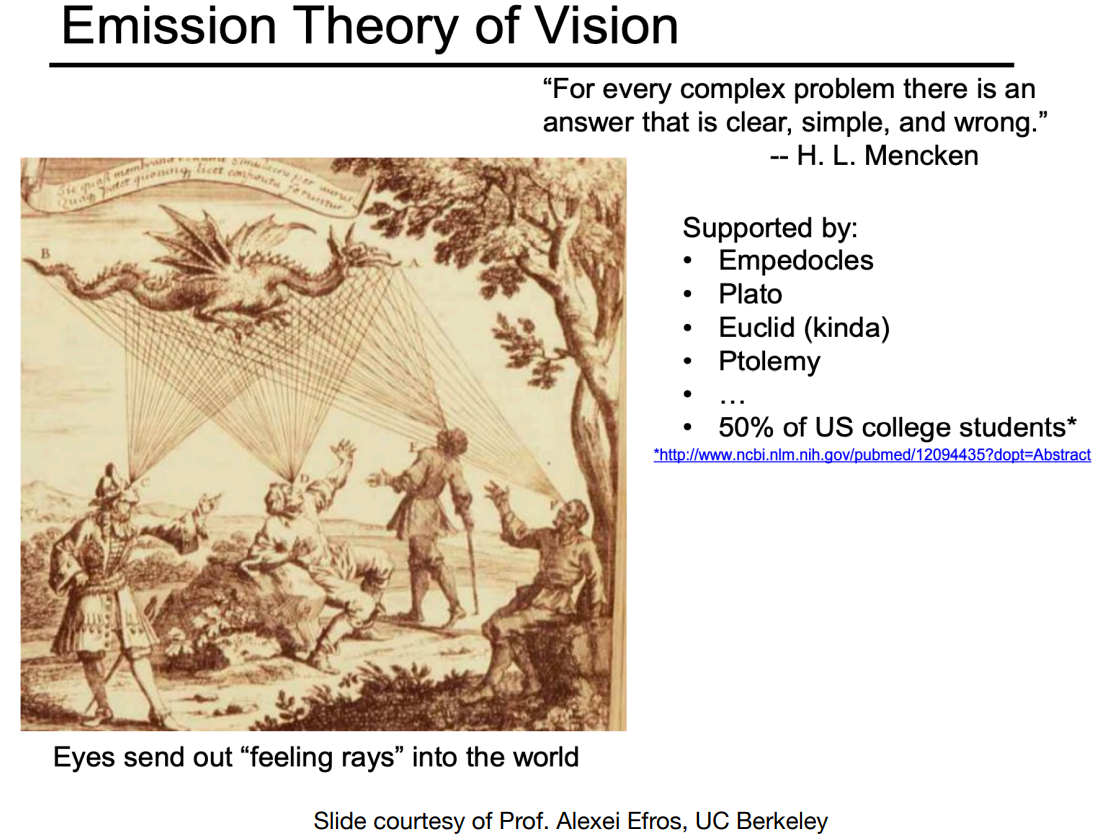 Emission Theory of Vision
“For every complex problem there is an
answer that is clear, simple, and wrong.”
-- H. L. Mencken
Sic quasi
licet
B
A
C
D
E
Supported by:
• Empedocles
• Plato
• Euclid (kinda)
• Ptolemy
• …
• 50% of US college students*
*http://www.ncbi.nlm.nih.gov/pubmed/12094435?dopt=Abstract
Eyes send out “feeling rays” into the world
Slide courtesy of Prof. Alexei Efros, UC Berkeley